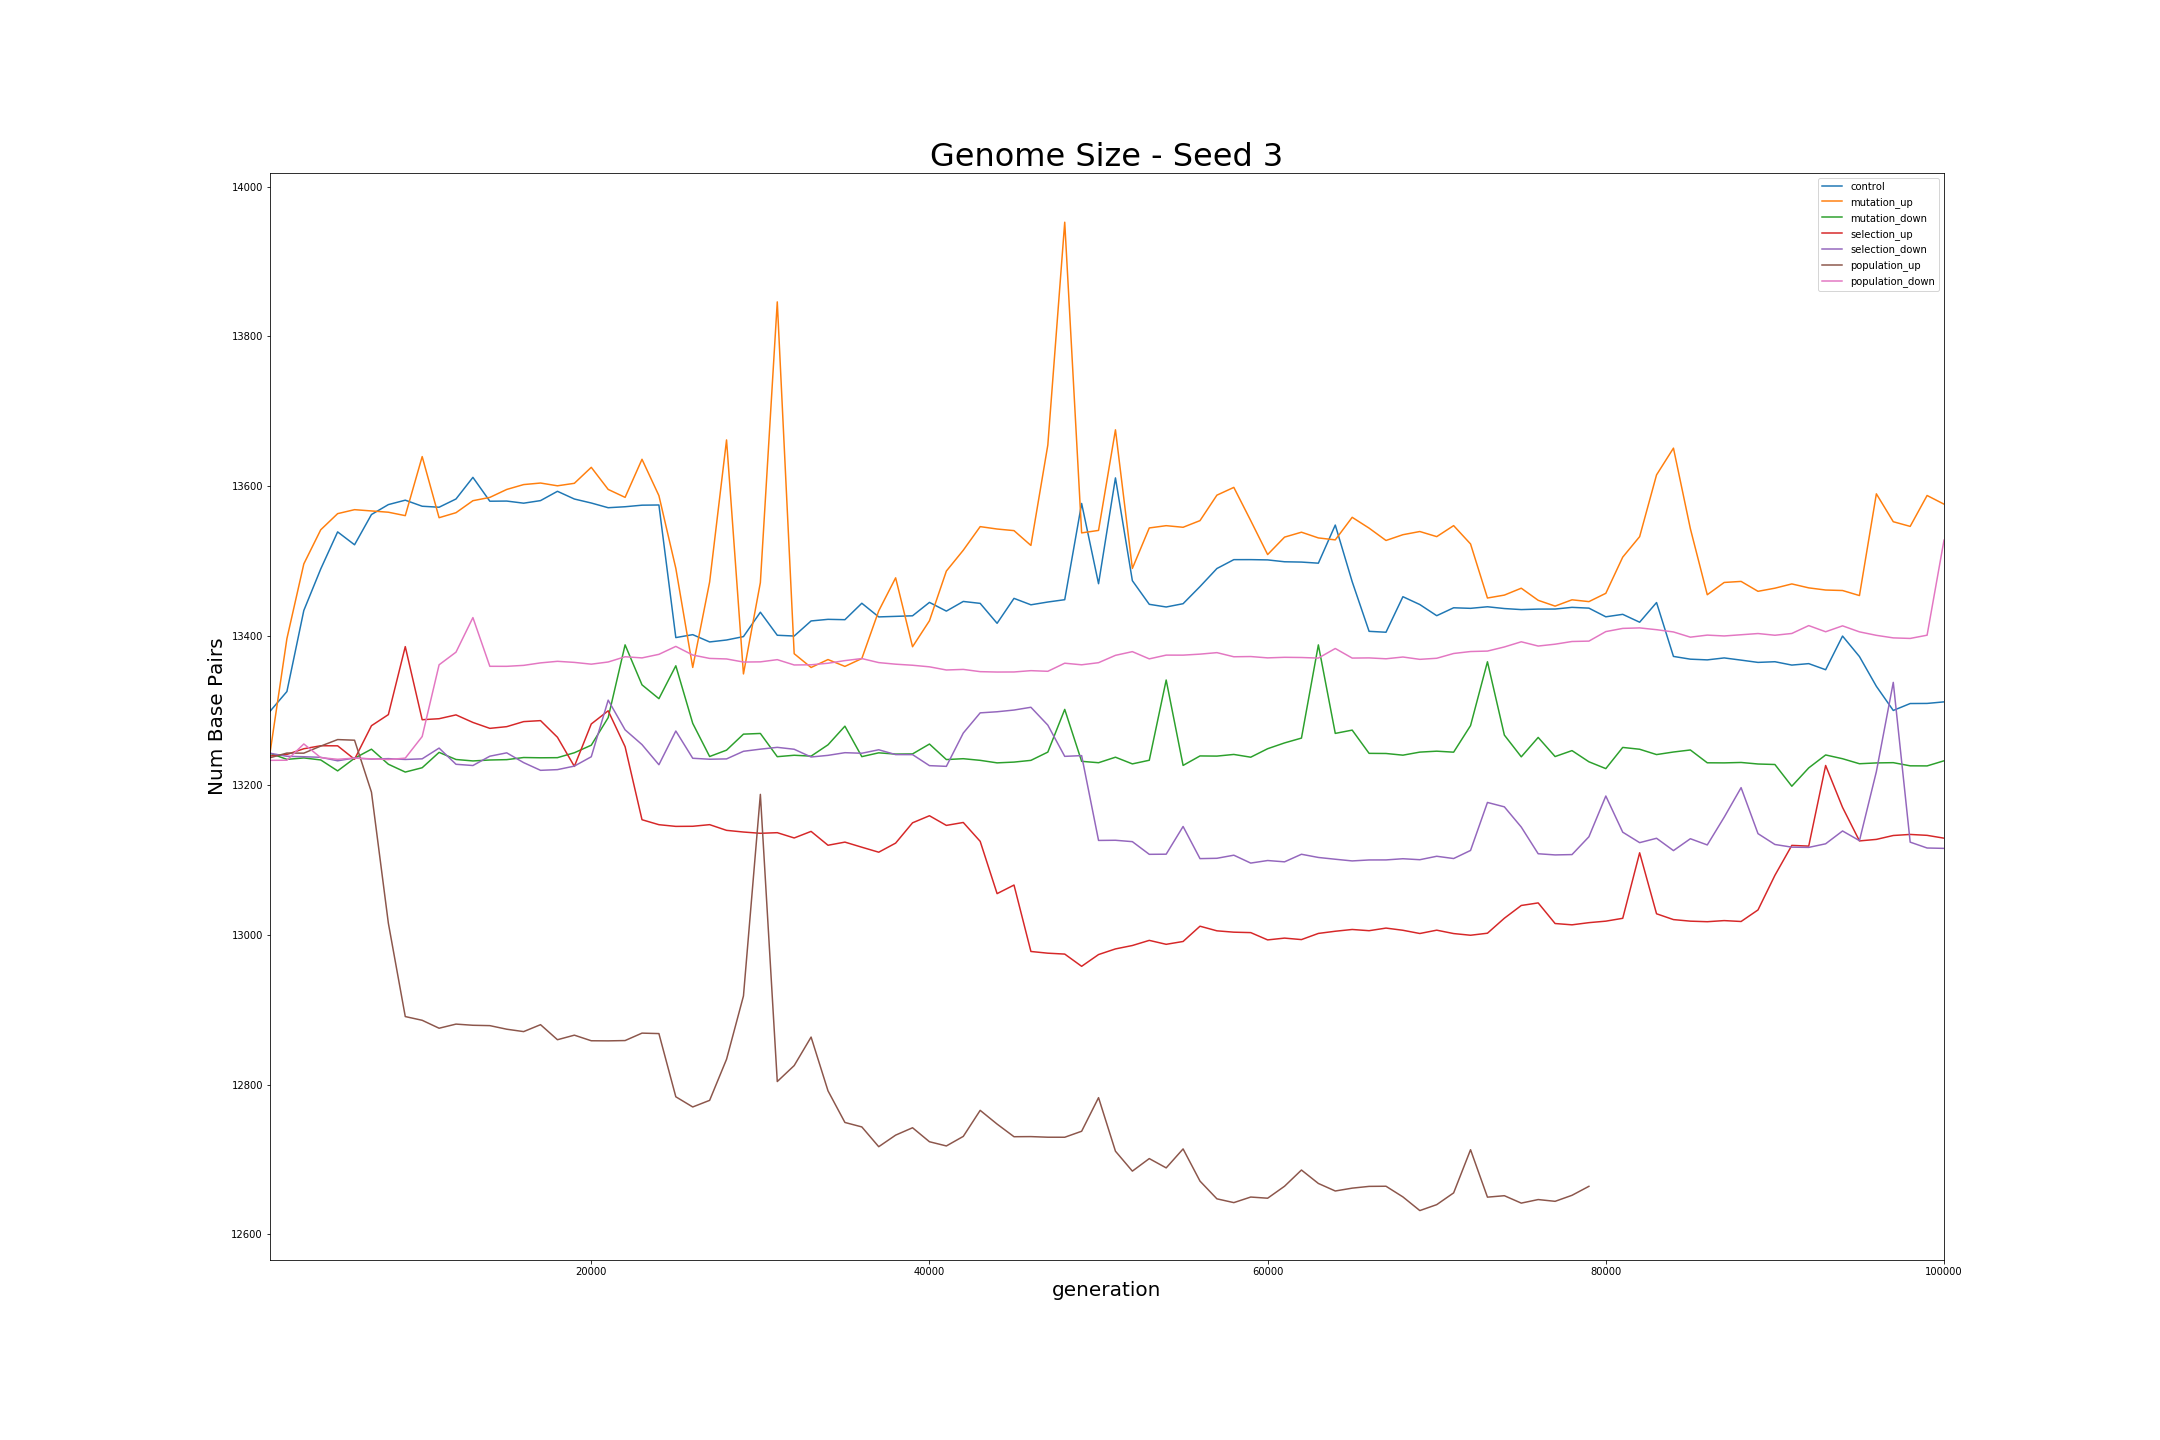 Genome Size - Seed 3
14000
13800
13600
13400
13200
13000
12800
12600
Num Base Pairs
control
mutation_up
mutation_down
selection_up
selection_down
population_up
population_down
20000
40000
60000
80000
100000
generation